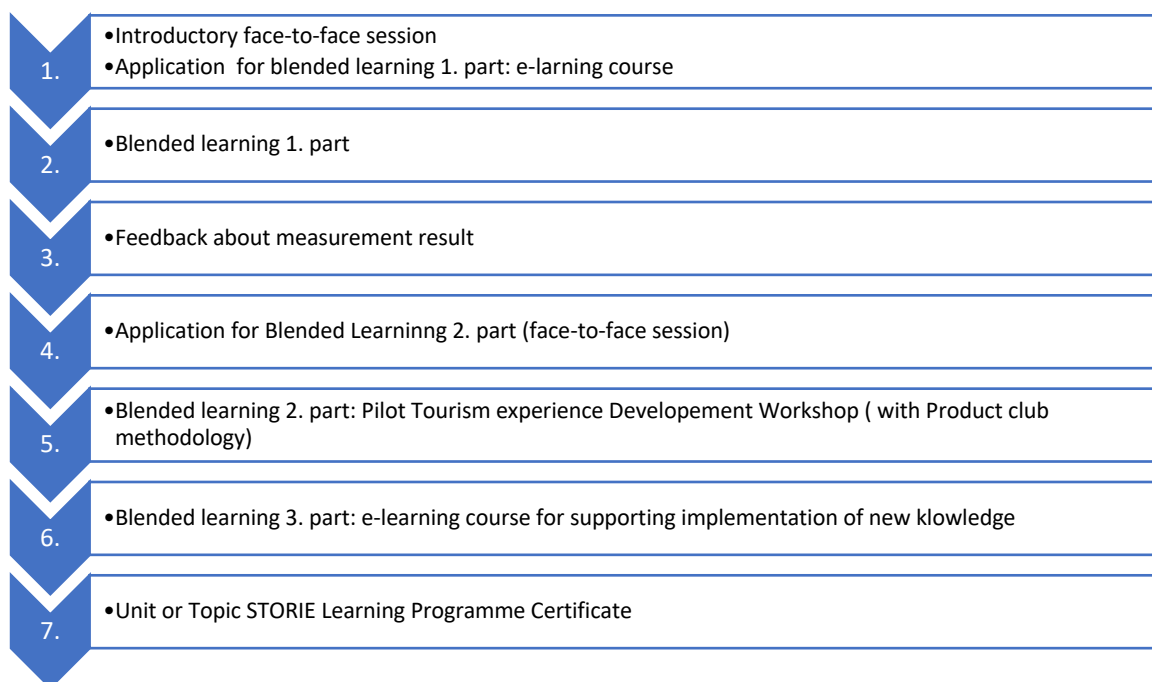 1.
•Introductory face-to-face session
•Application  for blended learning 1. part: e-larning course
2.
•Blended learning 1. part
3.
•Feedback about measurement result
4.
•Application for Blended Learninng 2. part (face-to-face session)
5.
•Blended learning 2. part: Pilot Tourism experience Developement Workshop ( with Product club
methodology)
6.
•Blended learning 3. part: e-learning course for supporting implementation of new klowledge
7.
•Unit or Topic STORIE Learning Programme Certificate